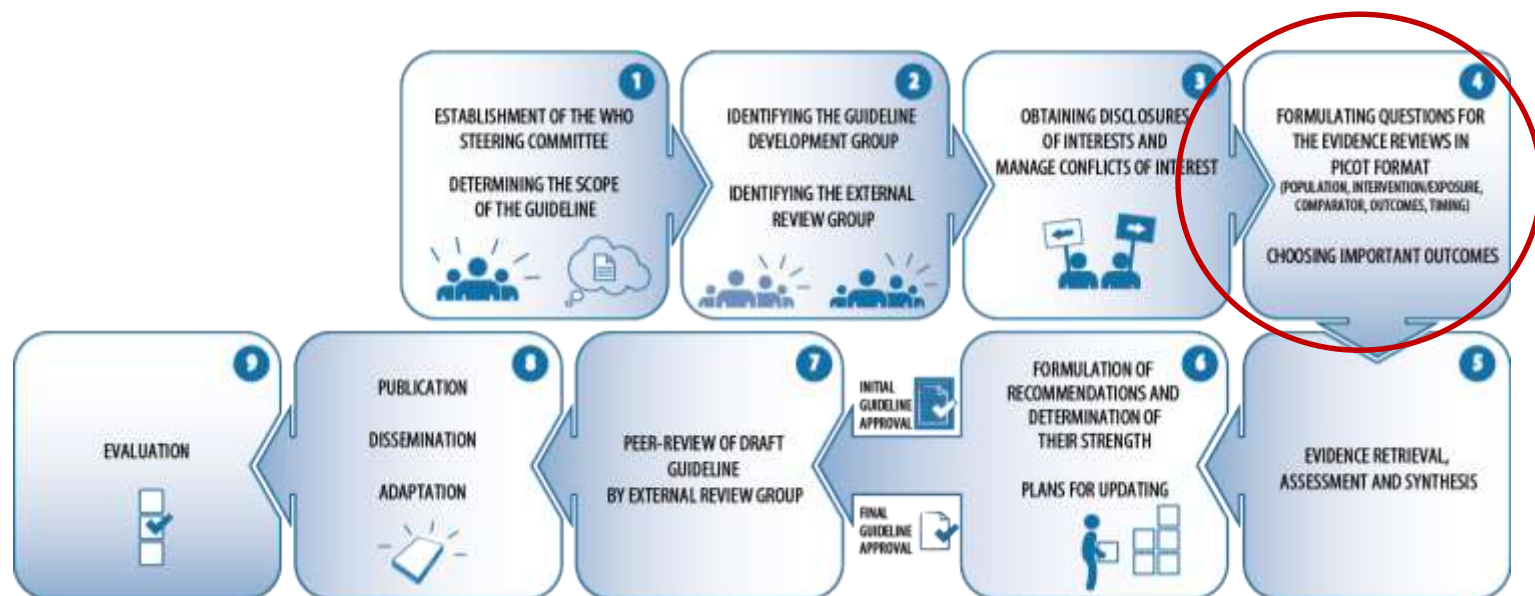 1
ESTABLISHMENT OF THE WHO
STEERING COMMITTEE
DETERMINING THE SCOPE
OF THE GUIDELINE
2
IDENTIFYING THE GUIDELINE
DEVELOPMENT GROUP
IDENTIFYING THE EXTERNAL
REVIEW GROUP
3
OBTAINING DISCLOSURES
OF INTERESTS AND
MANAGE CONFLICTS OF INTEREST
4
FORMULATING QUESTIONS FOR
THE EVIDENCE REVIEWS IN
PICOT FORMAT
(POPULATION, INTERVENTION/EXPOSURE,
COMPARATOR, OUTCOMES, TIMING)
CHOOSING IMPORTANT OUTCOMES
5
EVIDENCE RETRIEVAL,
ASSESSMENT AND SYNTHESIS
6
FORMULATION OF
RECOMMENDATIONS AND
DETERMINATION OF
THEIR STRENGTH
PLANS FOR UPDATING
INITIAL
GUIDELINE
APPROVAL
FINAL
GUIDELINE
APPROVAL
7
PEER-REVIEW OF DRAFT
GUIDELINE
BY EXTERNAL REVIEW GROUP
8
PUBLICATION
DISSEMINATION
ADAPTATION
9
EVALUATION